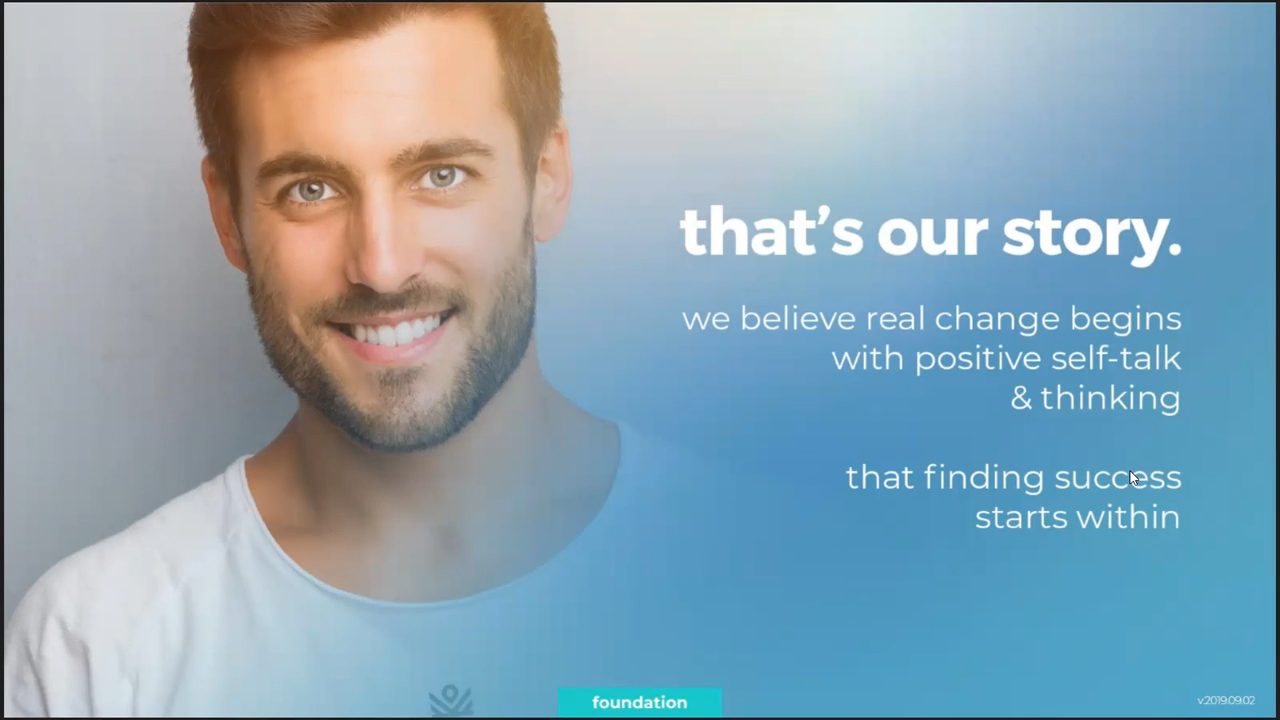 that's our story.
we believe real change begins
with positive self-talk
& thinking
that finding success
starts within
foundation
v.2019.09.02